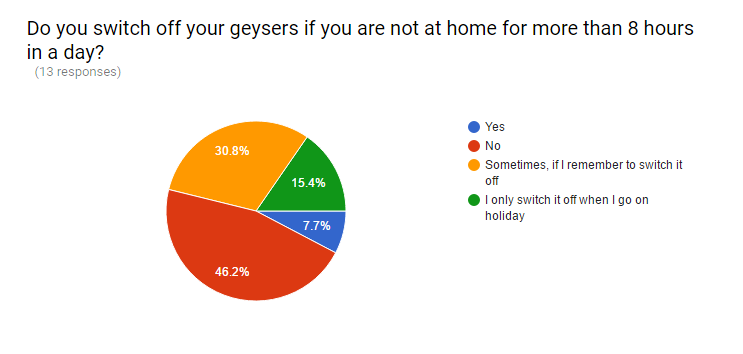 Do you switch off your geysers if you are not at home for more than 8 hours
in a day?
(13 responses)
30.8%
15.4%
7.7%
46.2%
Yes
No
Sometimes, if I remember to switch it
off
I only switch it off when I go on
holiday